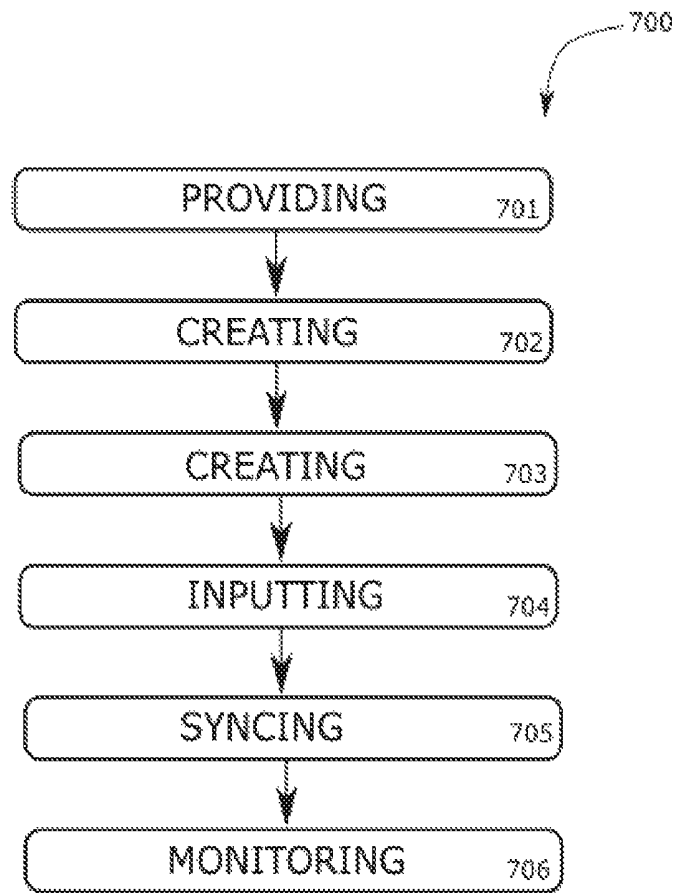 700
PROVIDING 701
CREATING 702
CREATING 703
INPUTTING 704
SYNCING 705
MONITORING 706